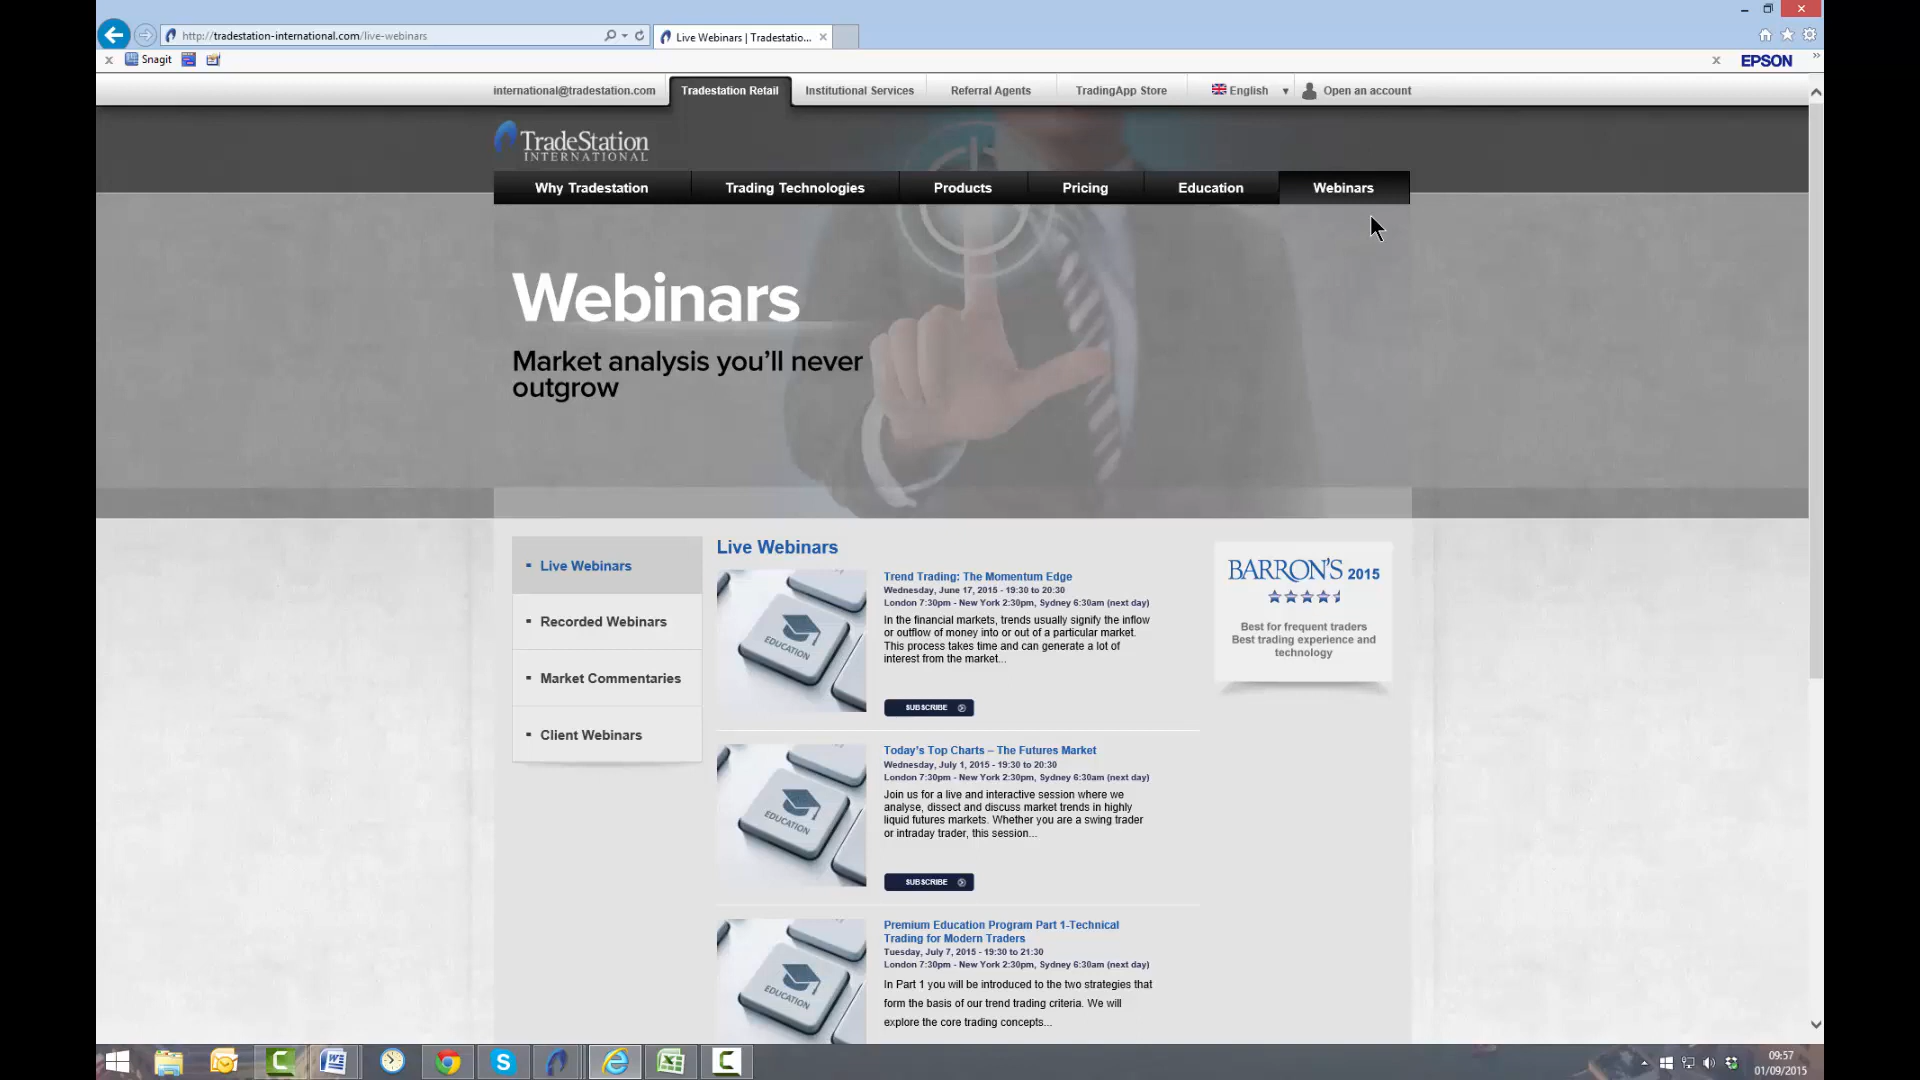 http://tradestation-international.com/live-webinars
Live Webinars | Tradestatio...
Snagit
EPSON
international@tradestation.com
Tradestation Retail
Institutional Services
Referral Agents
TradingApp Store
English
Open an account
TradeStation
INTERNATIONAL
Why Tradestation
Trading Technologies
Products
Pricing
Education
Webinars
Webinars
Market analysis you'll never
outgrow
Live Webinars
Recorded Webinars
Market Commentaries
Client Webinars
Live Webinars
EDUCATION
Trend Trading: The Momentum Edge
Wednesday, June 17, 2015 - 19:30 to 20:30
London 7:30pm - New York 2:30pm, Sydney 6:30am (next day)
In the financial markets, trends usually signify the inflow
or outflow of money into or out of a particular market.
This process takes time and can generate a lot of
interest from the market...
SUBSCRIBE
EDUCATION
Today's Top Charts – The Futures Market
Wednesday, July 1, 2015 - 19:30 to 20:30
London 7:30pm - New York 2:30pm, Sydney 6:30am (next day)
Join us for a live and interactive session where we
analyse, dissect and discuss market trends in highly
liquid futures markets. Whether you are a swing trader
or intraday trader, this session...
SUBSCRIBE
EDUCATION
Premium Education Program Part 1-Technical
Trading for Modern Traders
Tuesday, July 7, 2015 - 19:30 to 21:30
London 7:30pm - New York 2:30pm, Sydney 6:30am (next day)
In Part 1 you will be introduced to the two strategies that
form the basis of our trend trading criteria. We will
explore the core trading concepts...
BARRON'S 2015
Best for frequent traders
Best trading experience and
technology
09:57
01/09/2015